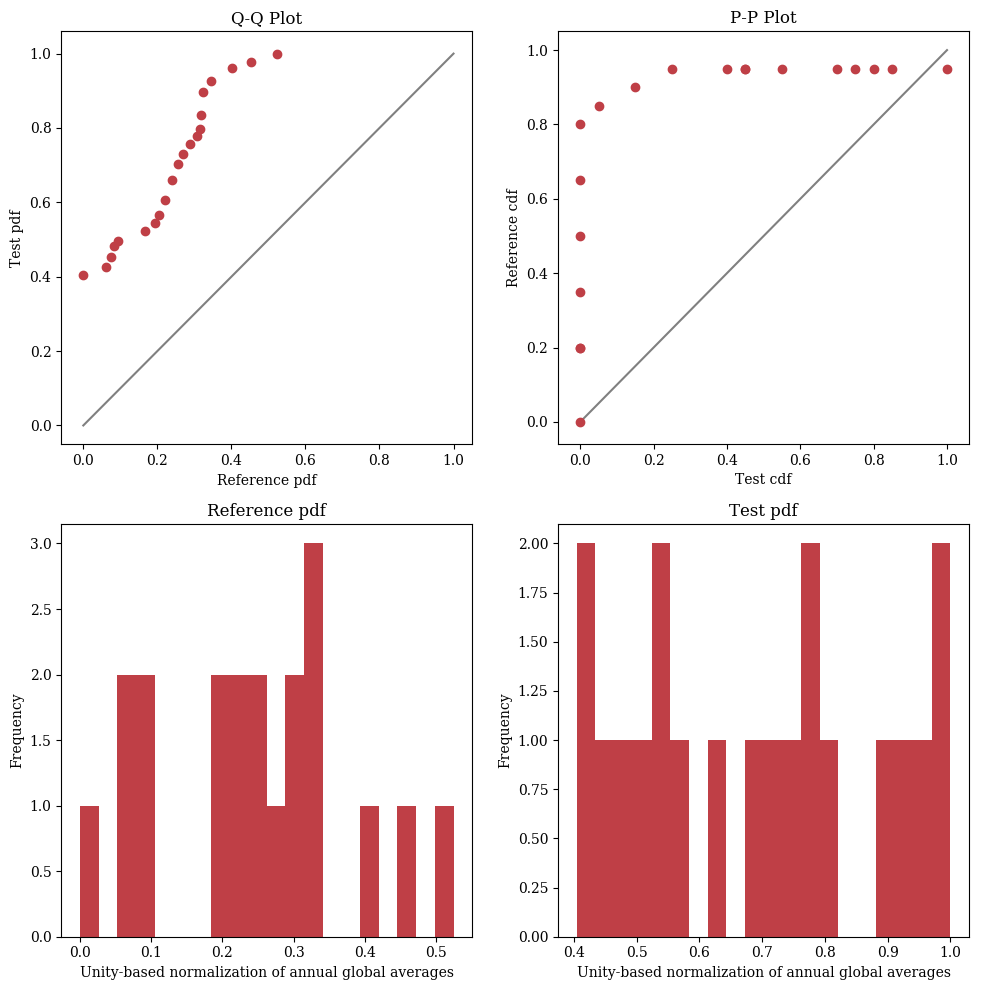 Q-Q Plot
1.0
0.8
0.6
0.4
0.2
0.0
Test pdf
0.0 0.2 0.4 0.6 0.8 1.0
Reference pdf
P-P Plot
1.0
0.8
0.6
0.4
0.2
0.0
Reference cdf
0.0 0.2 0.4 0.6 0.8 1.0
Test cdf
Reference pdf
3.0
2.5
2.0
1.5
1.0
0.5
0.0
Frequency
0.0 0.1 0.2 0.3 0.4 0.5
Unity-based normalization of annual global averages
Test pdf
2.00
1.75
1.50
1.25
1.00
0.75
0.50
0.25
0.00
Frequency
0.4 0.5 0.6 0.7 0.8 0.9 1.0
Unity-based normalization of annual global averages